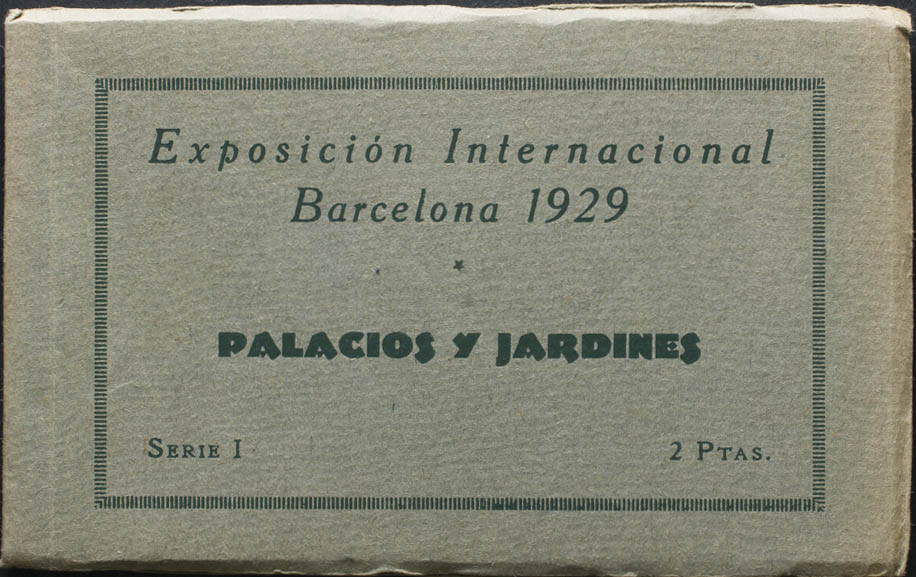 Exposición Internacional
Barcelona 1929
PALACIOS Y JARDINES
SERIE I 2 PTAS.